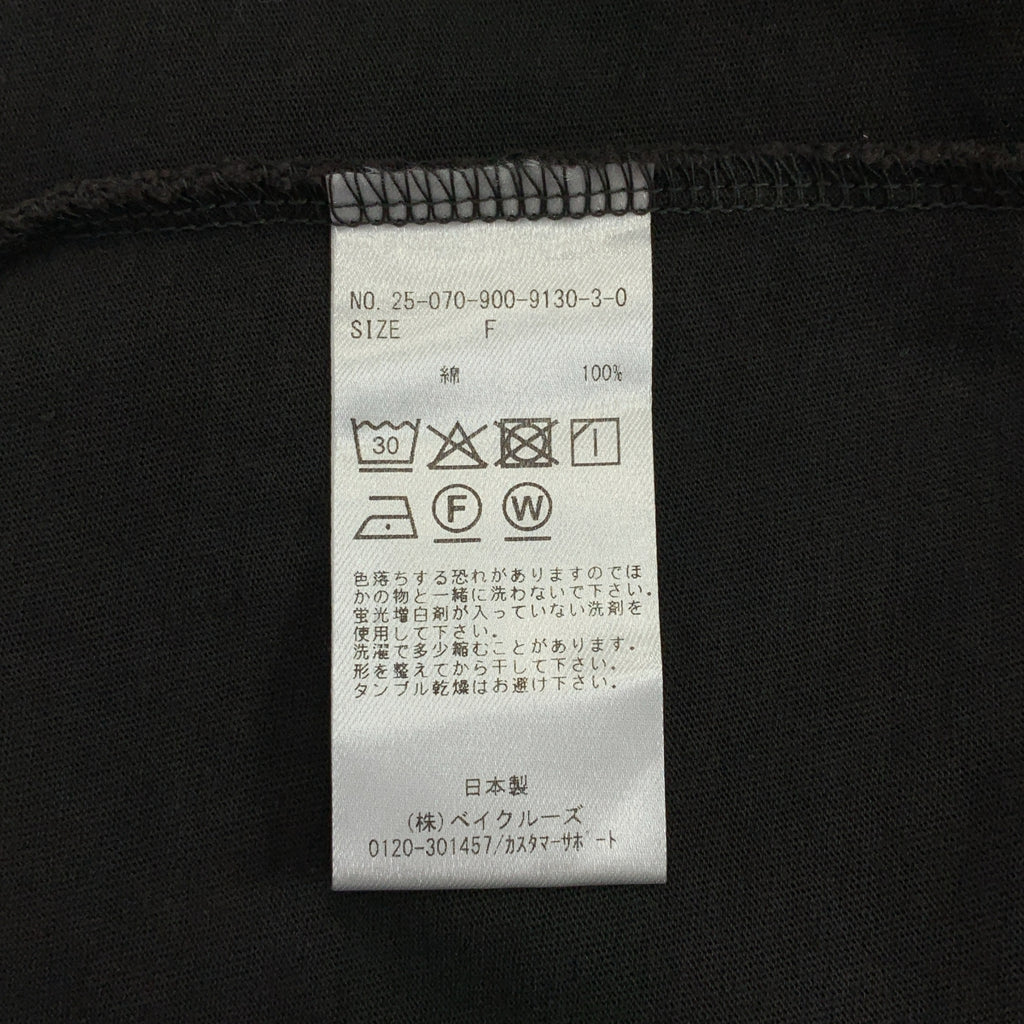 NO. 25-070-900-9130-3-0
SIZE F
綿 100%
30
F W
色落ちする恐れがありますのでほ
かの物と一緒に洗わないで下さい.
蛍光増白剤が入っていない洗剤を
使用して下さい.
洗濯で多少縮むことがあります.
形を整えてから干して下さい.
タンブル乾燥はお避け下さい.
日本製
(株)ベイクルーズ
0120-301457/ｶｽﾀﾏｰｻﾎﾟｰﾄ